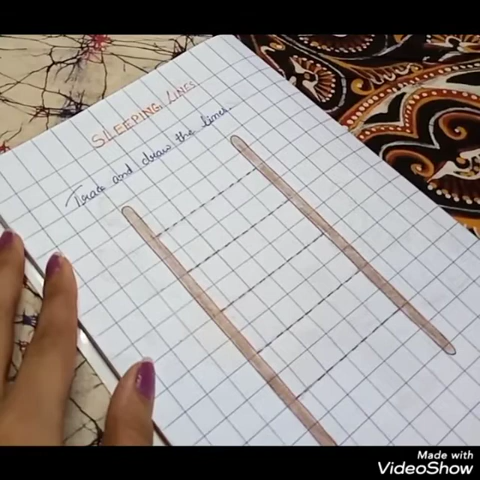 SLEEPING LINES
Trace and draw the lines.
Made with
VideoShow